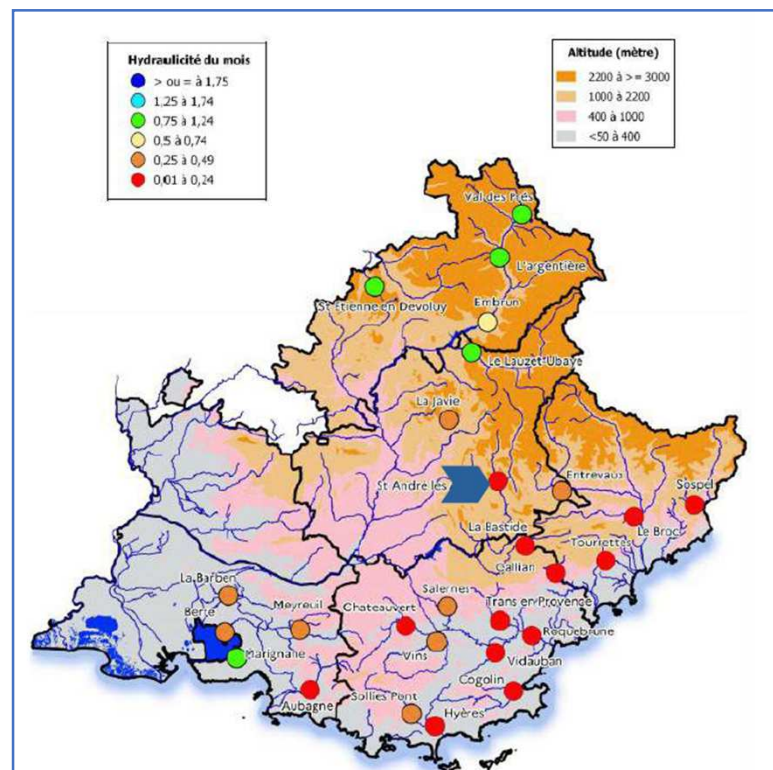 Hydraulicité du mois
> ou = à 1,75
1,25 à 1,74
0,75 à 1,24
0,5 à 0,74
0,25 à 0,49
0,01 à 0,24
Altitude (mètre)
2200 à >= 3000
1000 à 2200
400 à 1000
<50 à 400
Val des Prés
L'argentière
St Etienne en Devoluy
Embrun
Le Lauzet-Ubaye
La Javie
St Andre les
Entrevaux
Sospel
La Bastide
Le Broc
Tourrettes
Callian
La Barben
Salernes
Berre
Meyreuil
Chateauvert
Trans en Provence
Roquebrune
Marignane
Vins
Vidauban
Cogolin
Aubagne
Sollies Pont
Hyères